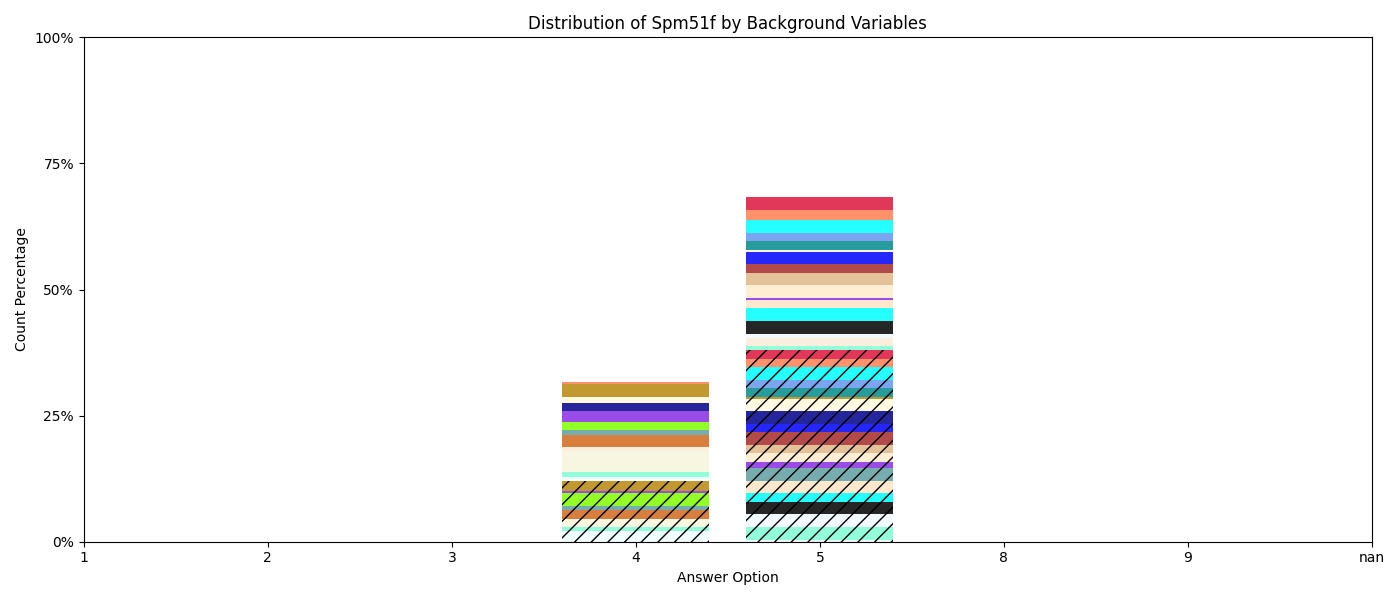 Distribution of Spm51f by Background Variables
100%
75%
50%
25%
0%
Count Percentage
1 2 3 4 5 8 9 nan
Answer Option